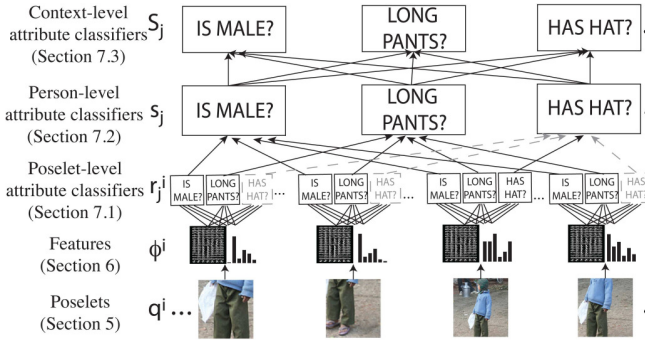 Context-level
attribute classifiers
(Section 7.3)
S_j
IS MALE?
LONG
PANTS?
HAS HAT?
Person-level
attribute classifiers
(Section 7.2)
s_j
IS MALE?
LONG
PANTS?
HAS HAT?
Poselet-level
attribute classifiers
(Section 7.1)
r_j^i
IS
MALE?
LONG
PANTS?
HAS
HAT?
...
IS
MALE?
LONG
PANTS?
HAS
HAT?
...
IS
MALE?
LONG
PANTS?
HAS
HAT?
...
IS
MALE?
LONG
PANTS?
HAS
HAT?
Features
(Section 6)
ϕ^i
Poselets
(Section 5)
q^i ...